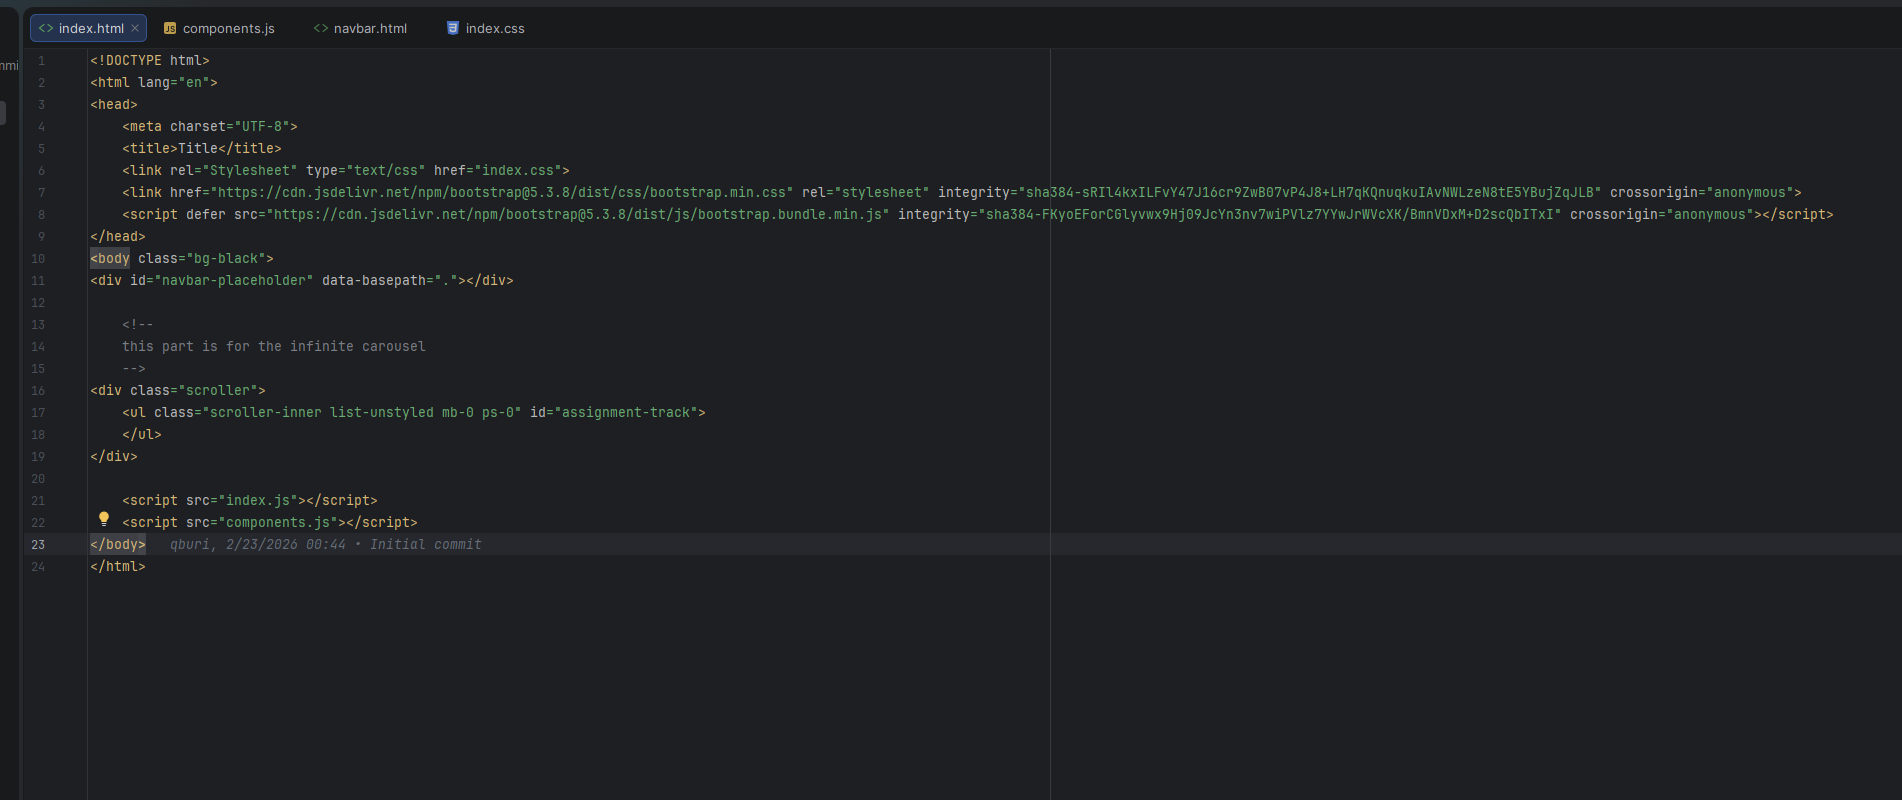 mmi
index.html
components.js
navbar.html
index.css
1 <!DOCTYPE html>
2 <html lang="en">
3 <head>
4 <meta charset="UTF-8">
5 <title>Title</title>
6 <link rel="Stylesheet" type="text/css" href="index.css">
7 <link href="https://cdn.jsdelivr.net/npm/bootstrap@5.3.8/dist/css/bootstrap.min.css" rel="stylesheet" integrity="sha384-sRIl4kxILFvY47J16cr9ZwB07vP4J8+LH7qKQnuqkuIAvNWLzeN8tE5YBujZqJLB" crossorigin="anonymous">
8 <script defer src="https://cdn.jsdelivr.net/npm/bootstrap@5.3.8/dist/js/bootstrap.bundle.min.js" integrity="sha384-FKyoEForCGlyvwx9Hj09JcYn3nv7wiPVlz7YYwJrWVcXK/BmnVDxM+D2scQbITxI" crossorigin="anonymous"></script>
9 </head>
10 <body class="bg-black">
11 <div id="navbar-placeholder" data-basepath="."></div>
12
13 <!--
14 this part is for the infinite carousel
15 -->
16 <div class="scroller">
17 <ul class="scroller-inner list-unstyled mb-0 ps-0" id="assignment-track">
18 </ul>
19 </div>
20
21 <script src="index.js"></script>
22 <script src="components.js"></script>
23 </body> qburi, 2/23/2026 00:44 • Initial commit
24 </html>